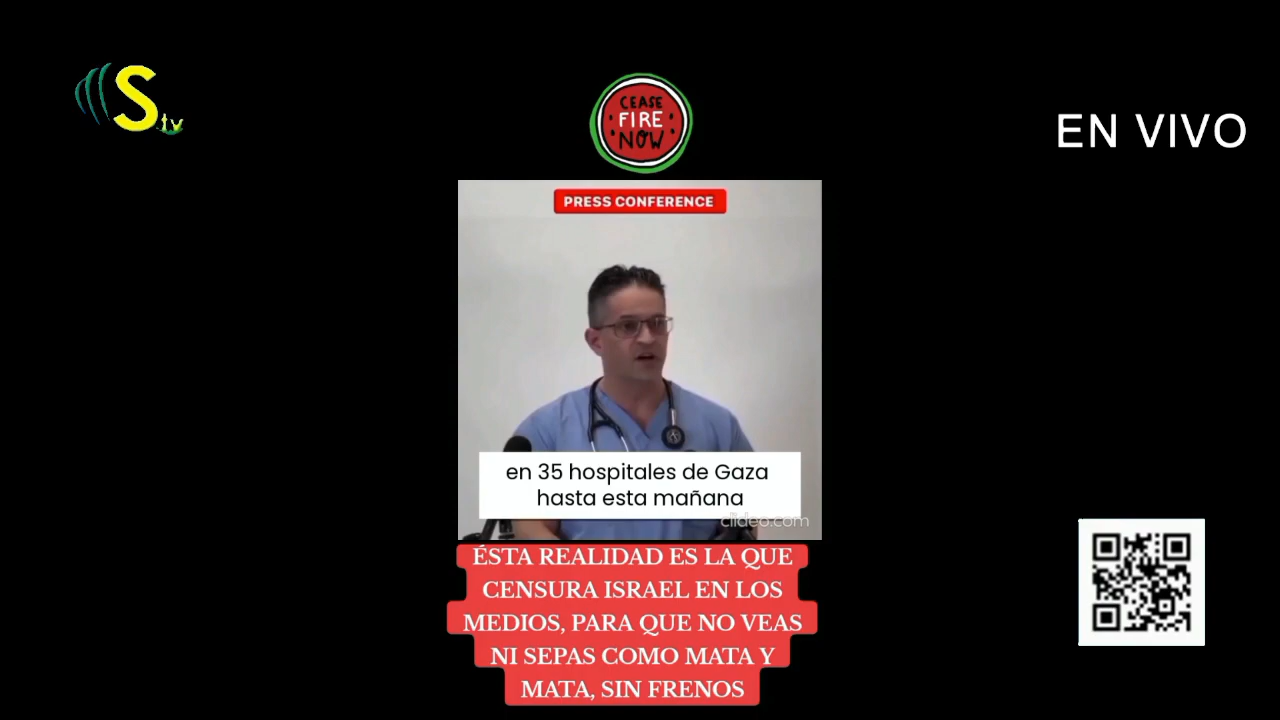 S
tv
CEASE
FIRE
NOW
EN VIVO
PRESS CONFERENCE
en 35 hospitales de Gaza
hasta esta mañana
clideo.com
ÉSTA REALIDAD ES LA QUE
CENSURA ISRAEL EN LOS
MEDIOS, PARA QUE NO VEAS
NI SEPAS COMO MATA Y
MATA, SIN FRENOS